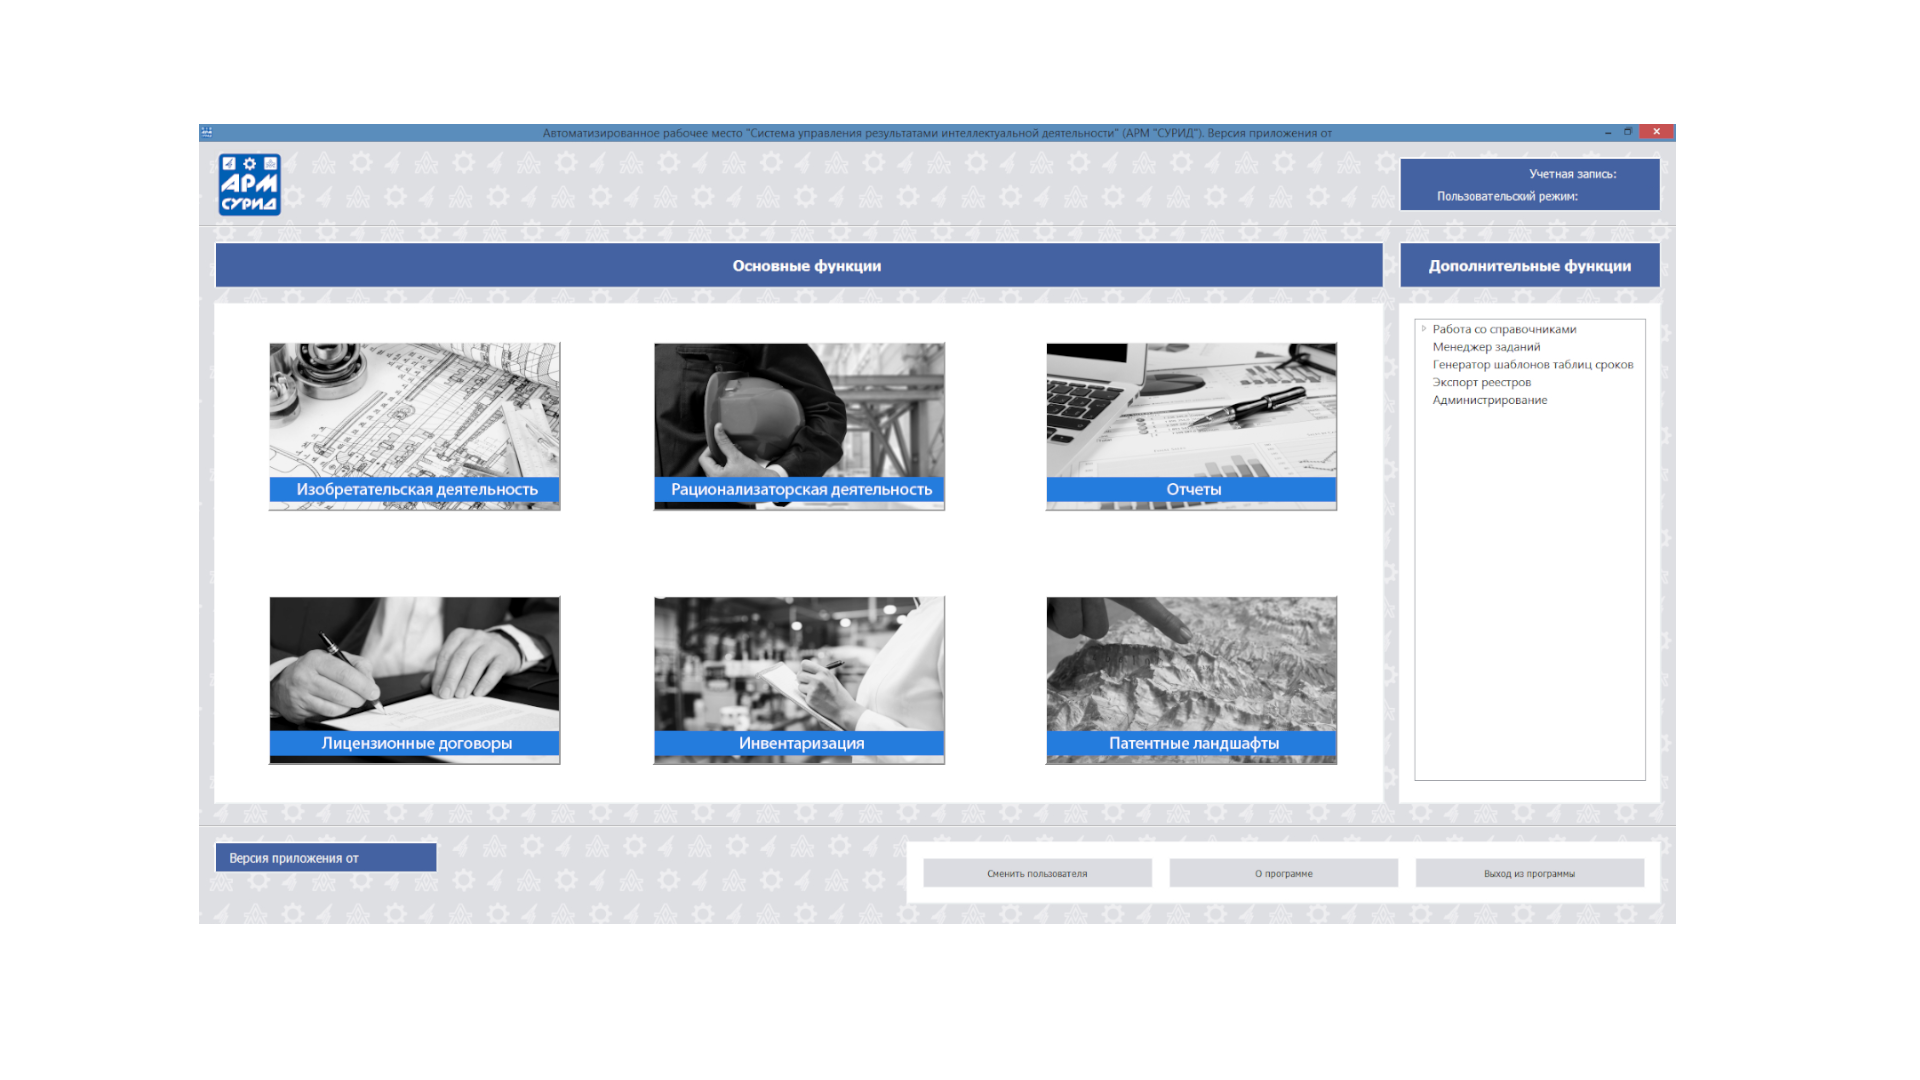 Автоматизированное рабочее место "Система управления результатами интеллектуальной деятельности" (АРМ "СУРИД"). Версия приложения от
АРМ
СУРИД
Учетная запись:
Пользовательский режим:
Основные функции
Дополнительные функции
Изобретательская деятельность
Рационализаторская деятельность
Отчеты
Лицензионные договоры
Инвентаризация
Патентные ландшафты
Работа со справочниками
Менеджер заданий
Генератор шаблонов таблиц сроков
Экспорт реестров
Администрирование
Версия приложения от
Сменить пользователя
О программе
Выход из программы